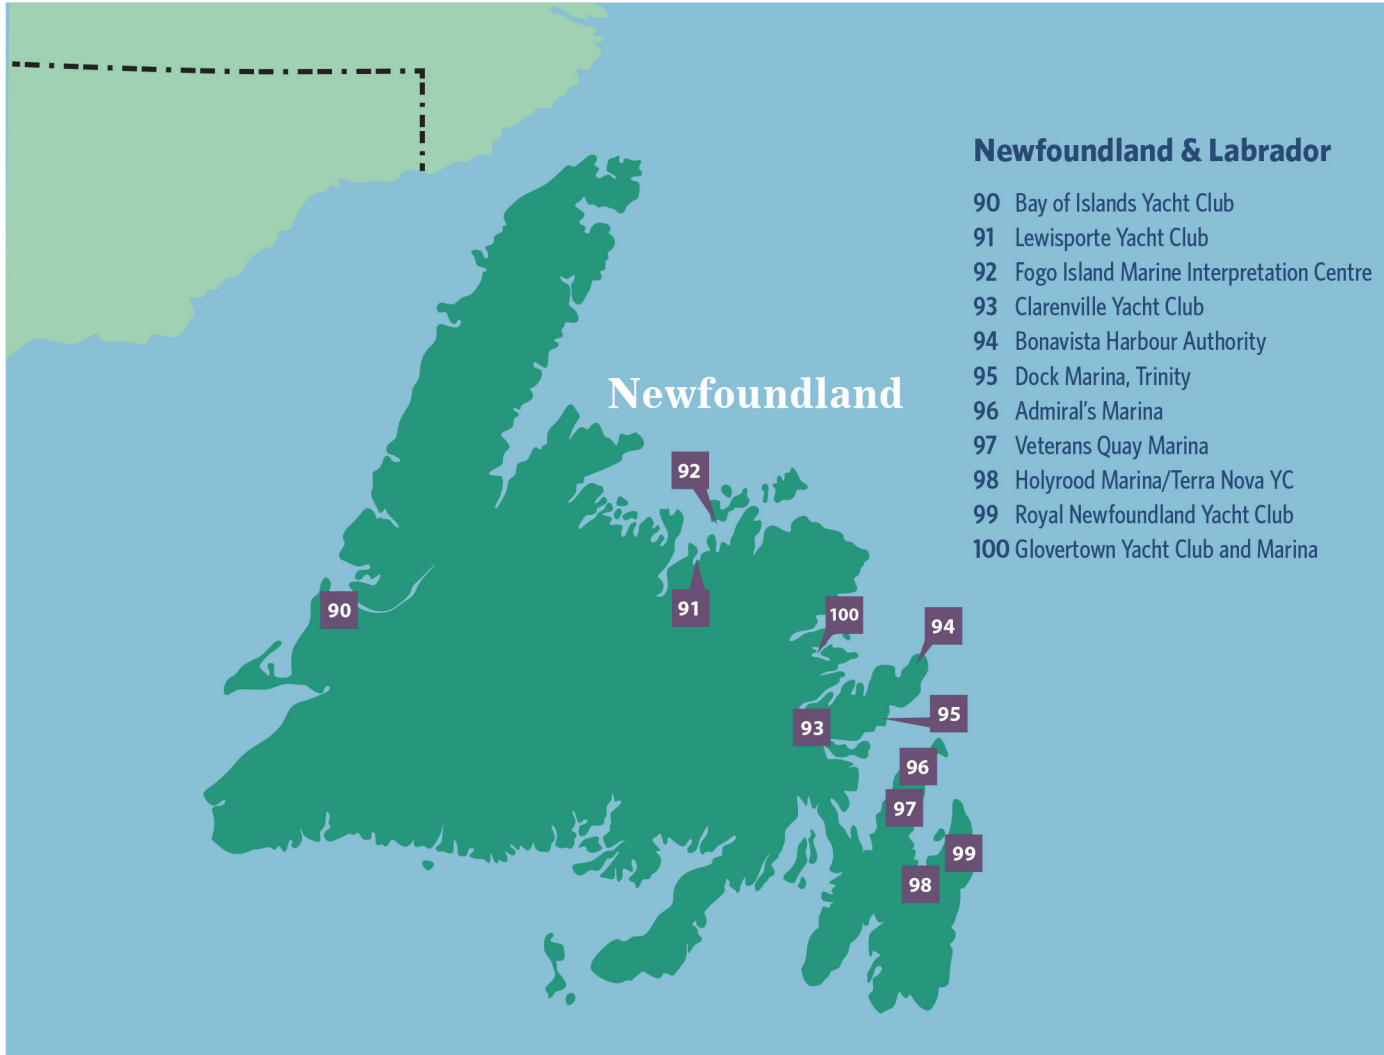 Newfoundland & Labrador
90 Bay of Islands Yacht Club
91 Lewisporte Yacht Club
92 Fogo Island Marine Interpretation Centre
93 Clarenville Yacht Club
94 Bonavista Harbour Authority
95 Dock Marina, Trinity
96 Admiral's Marina
97 Veterans Quay Marina
98 Holyrood Marina/Terra Nova YC
99 Royal Newfoundland Yacht Club
100 Glovertown Yacht Club and Marina
Newfoundland
92
90
91
100
94
95
93
96
97
99
98